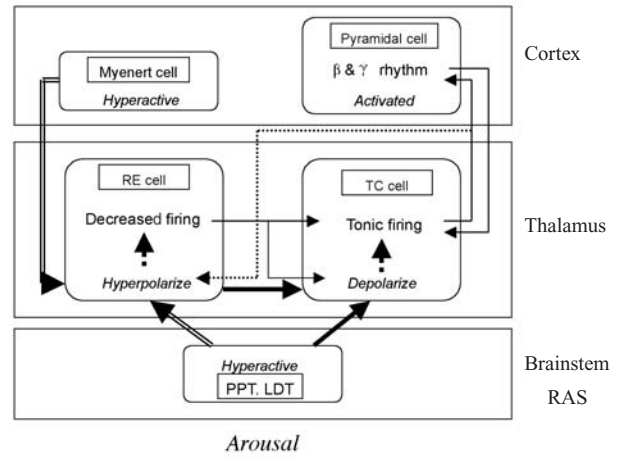 Pyramidal cell
Cortex
Myenert cell
β & γ rhythm
Hyperactive
Activated
RE cell
TC cell
Decreased firing
Tonic firing
Thalamus
Hyperpolarize
Depolarize
Hyperactive
PPT. LDT
Brainstem
RAS
Arousal